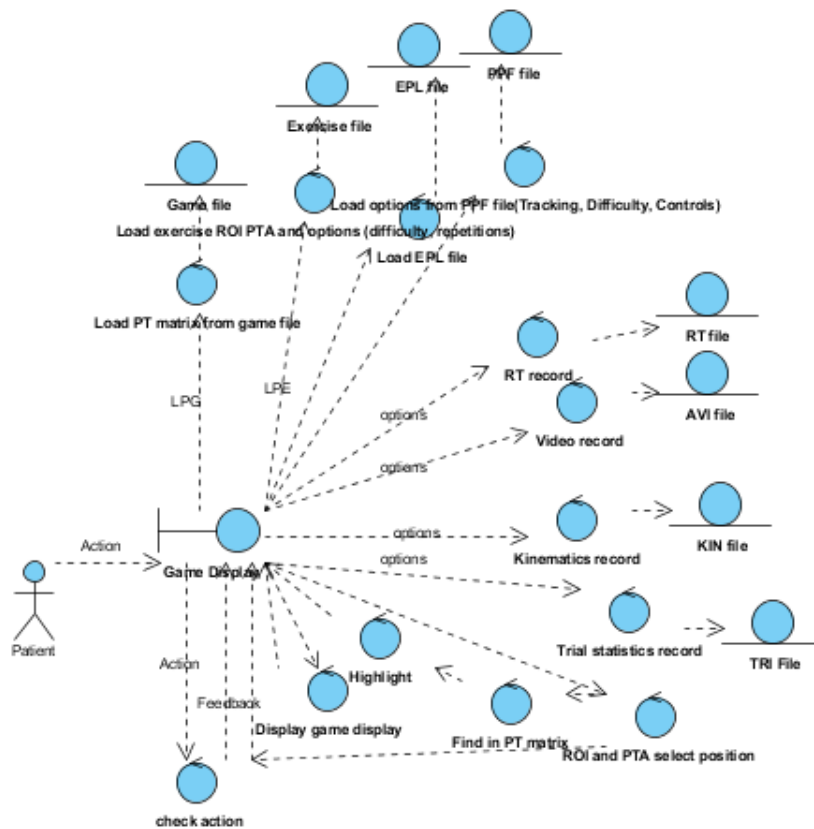 PPF file
EPL file
Exercise file
Game file
Load options from PPF file(Tracking, Difficulty, Controls)
Load exercise ROI PTA and options (difficulty, repetitions)
Load EPL file
Load PT matrix from game file
RT file
RT record
LPE
LPG
AVI file
options
Video record
options
options
KIN file
Action
Kinematics record
options
Game Display
Patient
Action
Trial statistics record
TRI File
Highlight
Feedback
Display game display
Find in PT matrix
ROI and PTA select position
check action